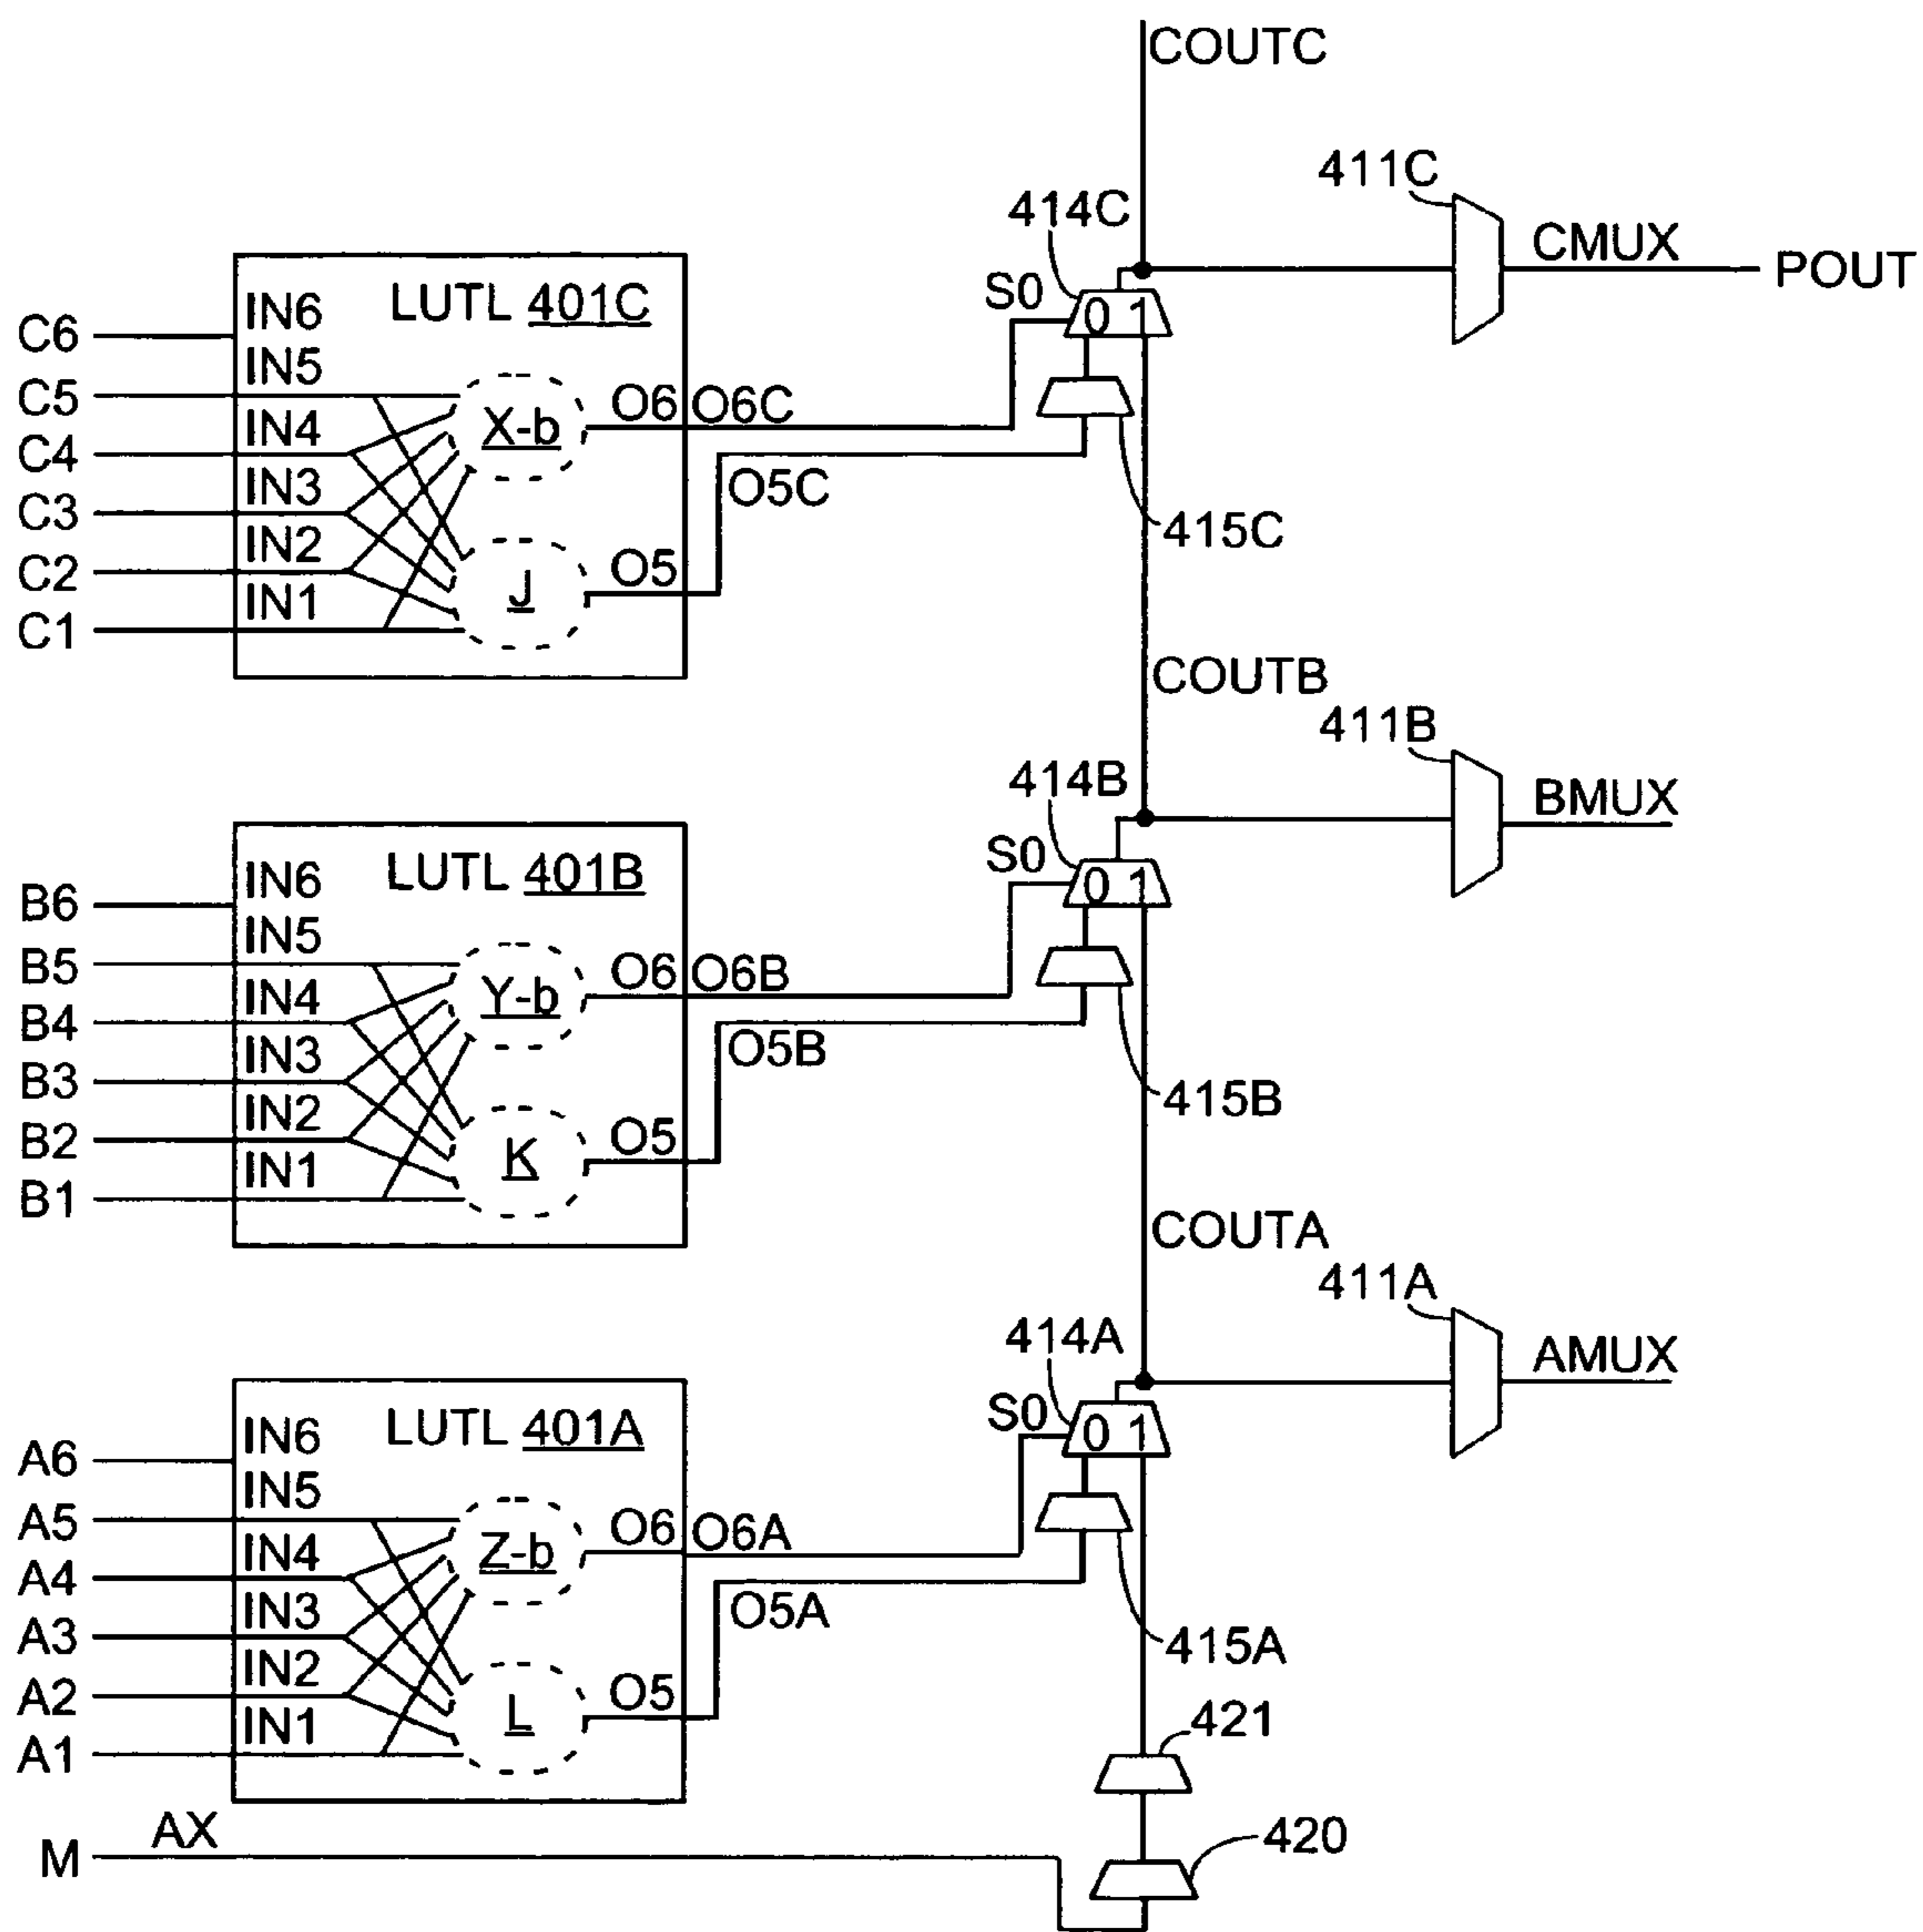 COUTC
411C
414C
CMUX
POUT
S0
LUTL 401C
0 1
C6
IN6
C5
IN5
X-b
O6
O6C
C4
IN4
O5C
C3
IN3
415C
C2
IN2
J
O5
C1
IN1
COUTB
411B
414B
BMUX
S0
LUTL 401B
0 1
B6
IN6
B5
IN5
Y-b
O6
O6B
B4
IN4
O5B
B3
IN3
415B
B2
IN2
K
O5
B1
IN1
COUTA
411A
414A
AMUX
S0
LUTL 401A
0 1
A6
IN6
A5
IN5
Z-b
O6
O6A
A4
IN4
O5A
A3
IN3
415A
A2
IN2
L
O5
A1
IN1
421
M
AX
420